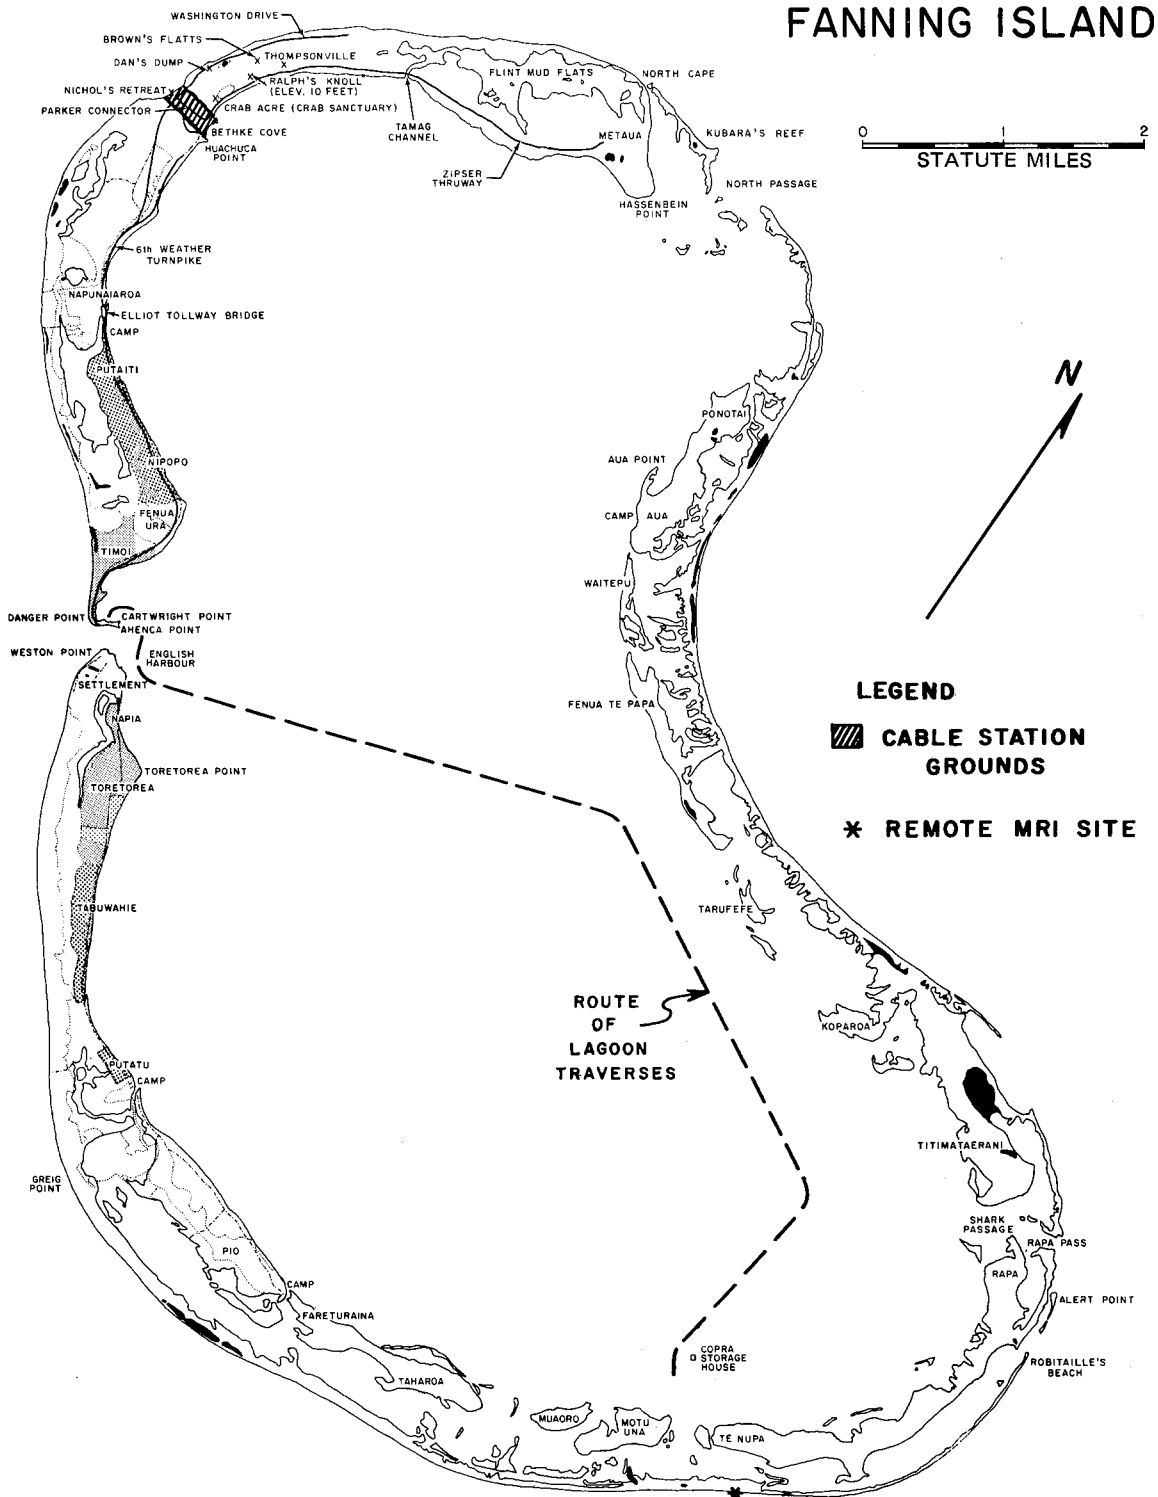 FANNING ISLAND
WASHINGTON DRIVE
BROWN'S FLATTS
THOMPSONVILLE
DAN'S DUMP
RALPH'S KNOLL
(ELEV. 10 FEET)
FLINT MUD FLATS
NORTH CAPE
NICHOL'S RETREAT
PARKER CONNECTOR
CRAB ACRE (CRAB SANCTUARY)
BETHKE COVE
HUACHUCA
POINT
TAMAG
CHANNEL
METAUA
KUBARA'S REEF
0 1 2
STATUTE MILES
ZIPSER
THRUWAY
NORTH PASSAGE
HASSENBEIN
POINT
6th WEATHER
TURNPIKE
NAPUNAIAROA
ELLIOT TOLLWAY BRIDGE
CAMP
PUTAITI
N
PONOTAI
NIPOPO
AUA POINT
FENUA
URA
CAMP AUA
TIMOI
WAITEPU
DANGER POINT
CARTWRIGHT POINT
AHENCA POINT
WESTON POINT
ENGLISH
HARBOUR
SETTLEMENT
NAPIA
FENUA TE PAPA
LEGEND
CABLE STATION
GROUNDS
TORETOREA POINT
TORETOREA
* REMOTE MRI SITE
TABUWAHIE
TARUFEFE
ROUTE
OF
LAGOON
TRAVERSES
KOPAROA
PUTATU
CAMP
TITIMATAERANI
GREIG
POINT
SHARK
PASSAGE
RAPA PASS
PIO
RAPA
CAMP
FARETURAINA
ALERT POINT
COPRA
STORAGE
HOUSE
ROBITAILLE'S
BEACH
TAHAROA
MUAORO
MOTU
UNA
TE NUPA
*